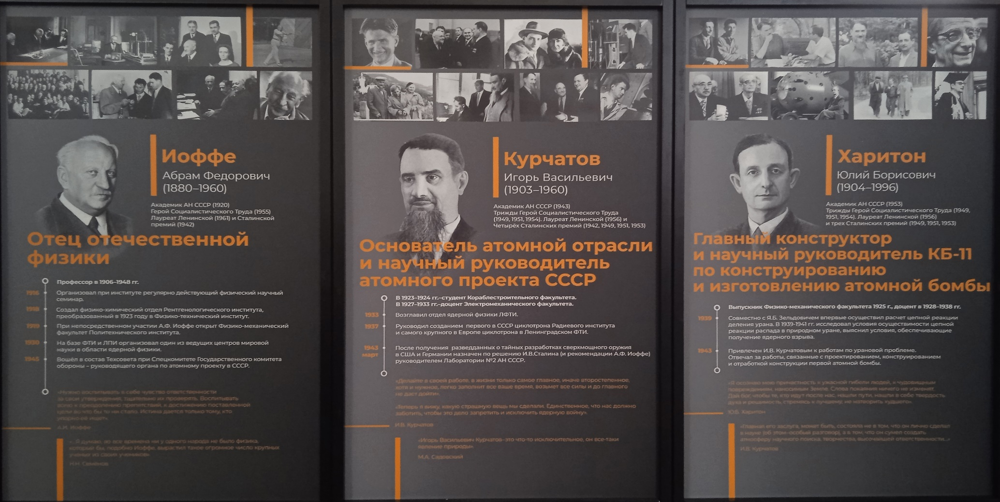 Иоффе
Абрам Федорович
(1880–1960)
Академик АН СССР (1920)
Герой Социалистического Труда (1955)
Лауреат Ленинской (1961) и Сталинской
премий (1942)
Отец отечественной
физики
Профессор в 1906–1948 гг.
1916
Организовал при институте регулярно действующий физический научный
семинар.
1918
Создал физико-химический отдел Рентгенологического института,
преобразованный в 1923 году в Физико-технический институт.
1919
При непосредственном участии А.Ф. Иоффе открыт Физико-механический
факультет Политехнического института.
1930
На базе ФТИ и ЛПИ организовал один из ведущих центров мировой
науки в области ядерной физики.
1945
Вошёл в состав Техсовета при Спецкомитете Государственного комитета
обороны – руководящего органа по атомному проекту в СССР.
«Нужно воспитывать в себе чувство ответственности
за свои утверждения, тщательно их проверять. Воспитывать
волю к преодолению препятствий, к достижению поставленной
цели во что бы то ни стало. Истина дается только тому, кто
упорно ее ищет».
А.И. Иоффе
«...Я думаю, во все времена ни у одного народа не было физика,
который бы, подобно Иоффе, вырастил такое огромное число крупных
ученых из своих учеников»
Н.Н. Семенов
Курчатов
Игорь Васильевич
(1903–1960)
Академик АН СССР (1943)
Трижды Герой Социалистического Труда
(1949, 1951, 1954). Лауреат Ленинской (1956) и
Четырёх Сталинских премий (1942, 1949, 1951, 1953)
Основатель атомной отрасли
и научный руководитель
атомного проекта СССР
В 1923–1924 гг.–студент Кораблестроительного факультета.
В 1927–1933 гг.–доцент Электромеханического факультета.
1933
Возглавил отдел ядерной физики ЛФТИ.
1937
Руководил созданием первого в СССР циклотрона Радиевого института
и самого крупного в Европе циклотрона в Ленинградском ФТИ.
1943
март
После получения разведданных о тайных разработках сверхмощного оружия
в США и Германии назначен по решению И.В.Сталина (и рекомендации А.Ф. Иоффе)
руководителем Лаборатории №2 АН СССР.
«Делайте в своей работе, в жизни только самое главное, иначе второстепенное,
хотя и нужное, легко заполнит все ваше время, возьмет все силы и до главного
не даст дойти».
«Теперь я вижу, какую страшную вещь мы сделали. Единственное, что нас должно
заботить, чтобы это дело запретить и исключить ядерную войну».
И.В. Курчатов
«Игорь Васильевич Курчатов–это что-то исключительное, он все-таки
явление природы».
М.А. Садовский
Харитон
Юлий Борисович
(1904–1996)
Академик АН СССР (1953)
Трижды Герой Социалистического Труда (1949,
1951, 1954). Лауреат Ленинской (1956)
и трех Сталинских премий (1949, 1951, 1953)
Главный конструктор
и научный руководитель КБ-11
по конструированию
и изготовлению атомной бомбы
Выпускник Физико-механического факультета 1925 г., доцент в 1928–1938 гг.
1939
Совместно с Я.Б. Зельдовичем впервые осуществил расчет цепной реакции
деления урана. В 1939-1941 гг. исследовал условия осуществимости цепной
реакции распада в природном уране, выяснил условия, обеспечивающие
получение ядерного взрыва.
1943
Привлечен И.В. Курчатовым к работам по урановой проблеме.
Отвечал за работы, связанные с проектированием, конструированием
и отработкой конструкции первой атомной бомбы.
«Я осознаю мою причастность к ужасной гибели людей, к чудовищным
повреждениям, наносимым Земле. Слова покаяния ничего не изменят.
Дай бог, чтобы те, кто идут после нас, нашли пути, нашли в себе твердость
духа и решимость, стремясь к лучшему, не натворить худшего».
Ю.Б. Харитон
«Главная его заслуга, может быть, состояла не в том, что он лично сделал
в науке (об этом-особый разговор), а в том, что он сумел создать
атмосферу научного поиска, творчества, высочайшей ответственности...»
И.В. Курчатов